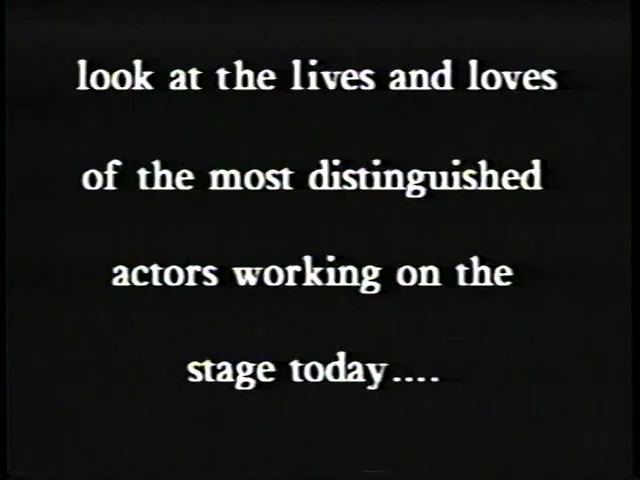 look at the lives and loves
of the most distinguished
actors working on the
stage today....